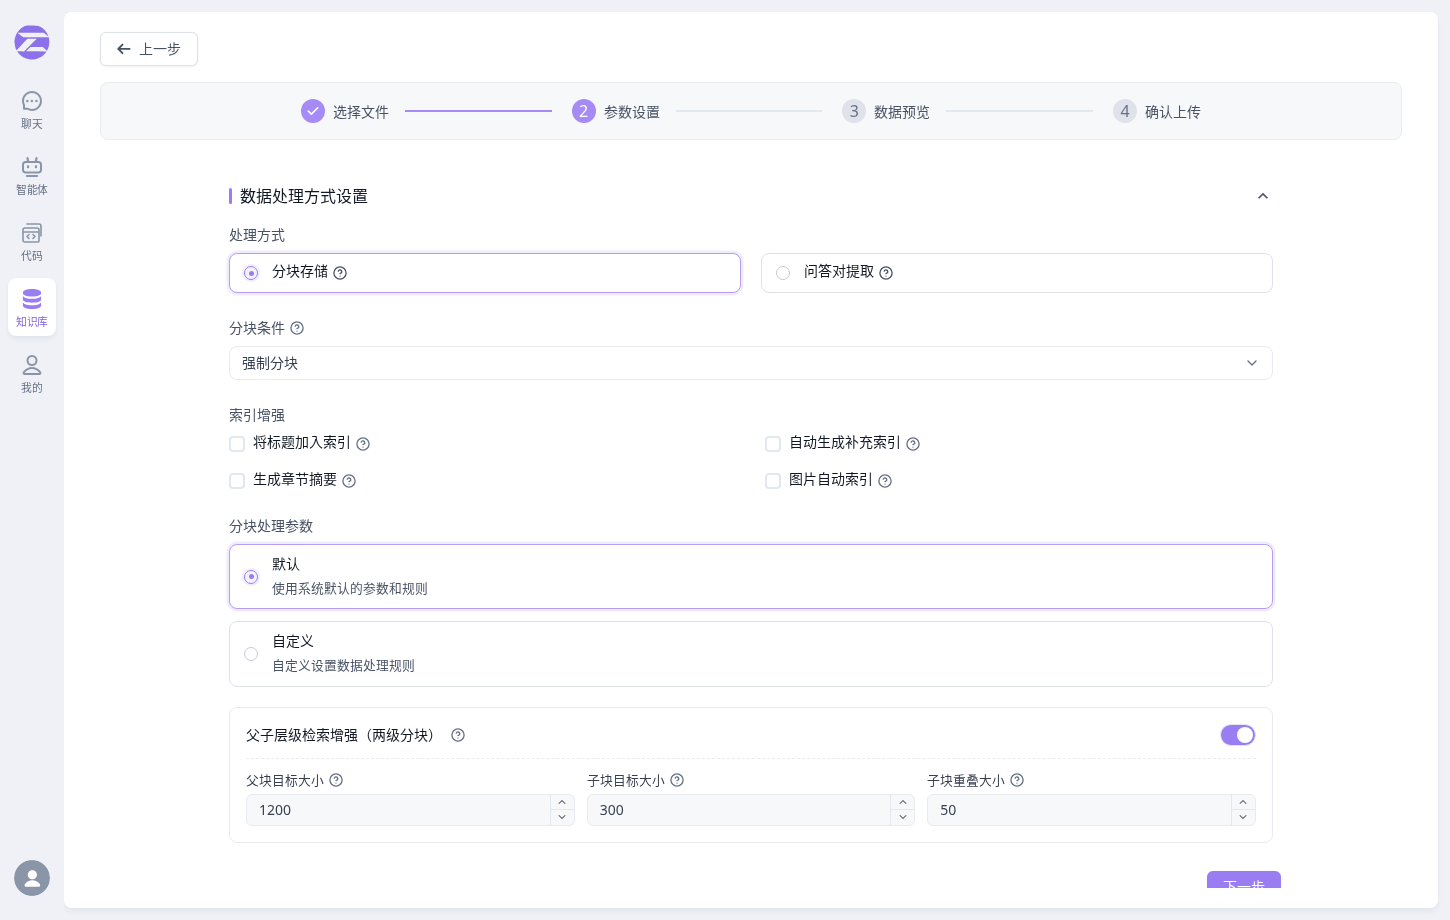 上一步
选择文件
2 参数设置
3 数据预览
4 确认上传
聊天
智能体
代码
知识库
我的
数据处理方式设置
处理方式
分块存储
问答对提取
分块条件
强制分块
索引增强
将标题加入索引
自动生成补充索引
生成章节摘要
图片自动索引
分块处理参数
默认
使用系统默认的参数和规则
自定义
自定义设置数据处理规则
父子层级检索增强（两级分块）
父块目标大小
子块目标大小
子块重叠大小
1200
300
50
下一步